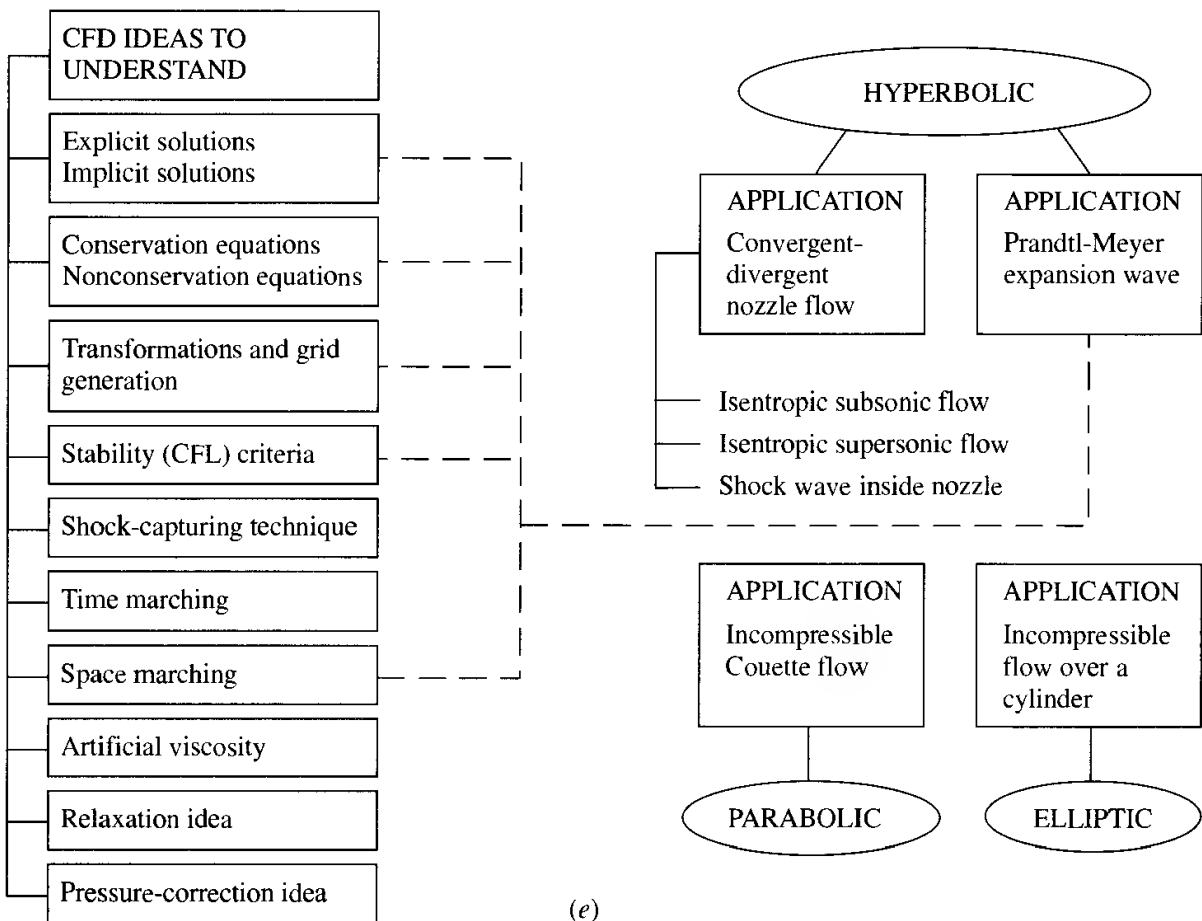 CFD IDEAS TO
UNDERSTAND
Explicit solutions
Implicit solutions
Conservation equations
Nonconservation equations
Transformations and grid
generation
Stability (CFL) criteria
Shock-capturing technique
Time marching
Space marching
Artificial viscosity
Relaxation idea
Pressure-correction idea
HYPERBOLIC
APPLICATION
Convergent-
divergent
nozzle flow
APPLICATION
Prandtl-Meyer
expansion wave
Isentropic subsonic flow
Isentropic supersonic flow
Shock wave inside nozzle
APPLICATION
Incompressible
Couette flow
APPLICATION
Incompressible
flow over a
cylinder
PARABOLIC
ELLIPTIC
(e)